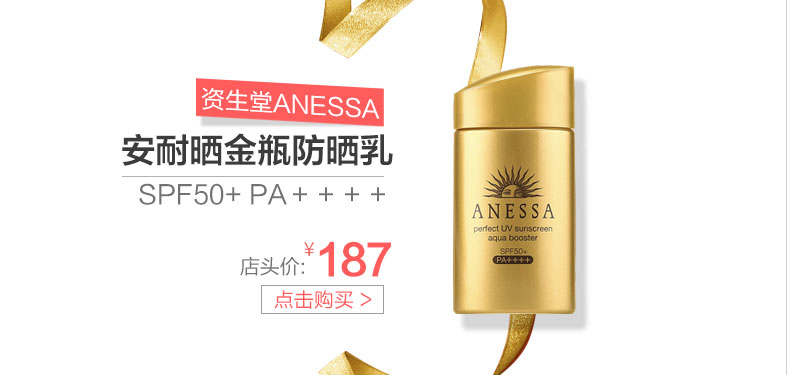 资生堂ANESSA
安耐晒金瓶防晒乳
SPF50+ PA++++
店头价:¥187
点击购买 >
ANESSA
perfect UV sunscreen
aqua booster
SPF50+
PA++++